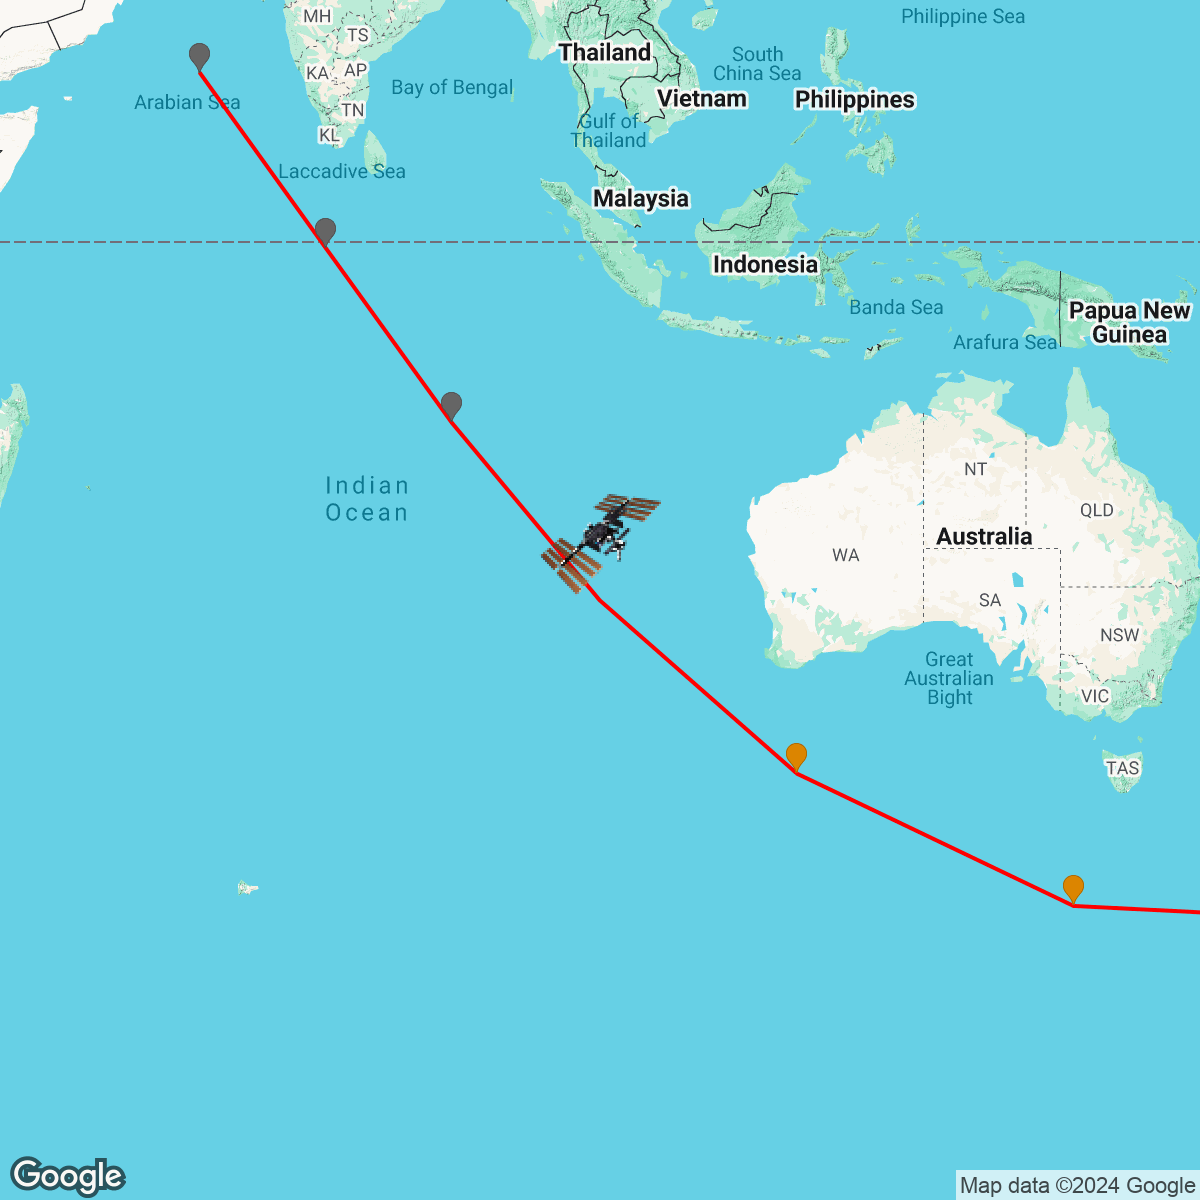 MH
Philippine Sea
TS
Thailand
South
China Sea
KA
AP
Bay of Bengal
Vietnam
Philippines
Arabian Sea
TN
Gulf of
Thailand
KL
Laccadive Sea
Malaysia
Indonesia
Banda Sea
Papua New
Guinea
Arafura Sea
NT
Indian
Ocean
QLD
Australia
WA
SA
NSW
Great
Australian
Bight
VIC
TAS
Google
Map data ©2024 Google